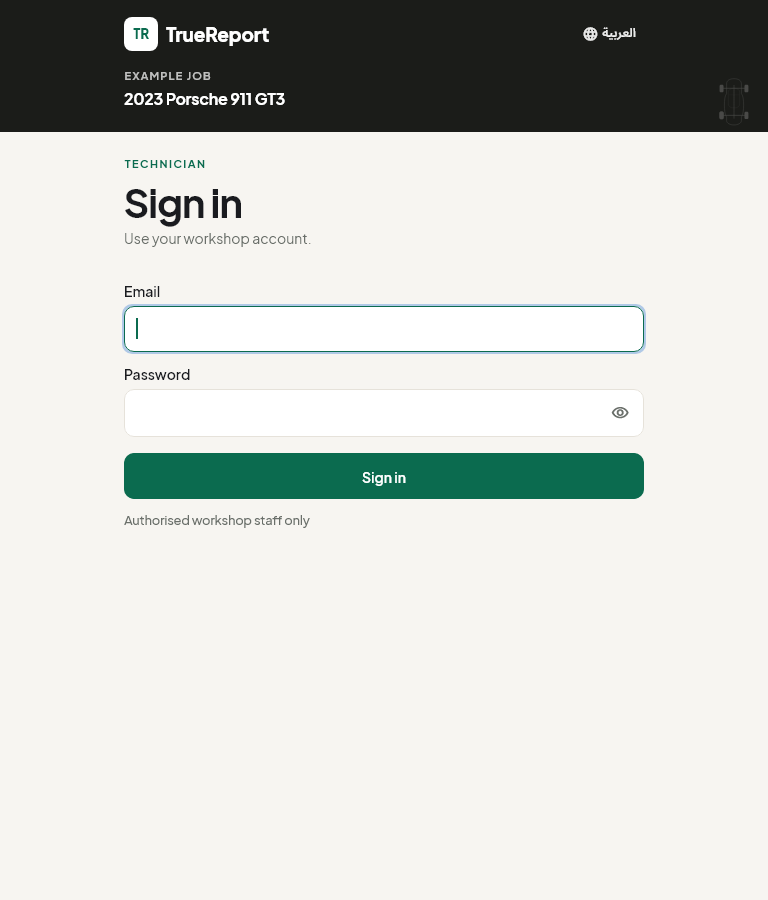 TR TrueReport
العربية
EXAMPLE JOB
2023 Porsche 911 GT3
TECHNICIAN
Sign in
Use your workshop account.
Email
Password
Sign in
Authorised workshop staff only